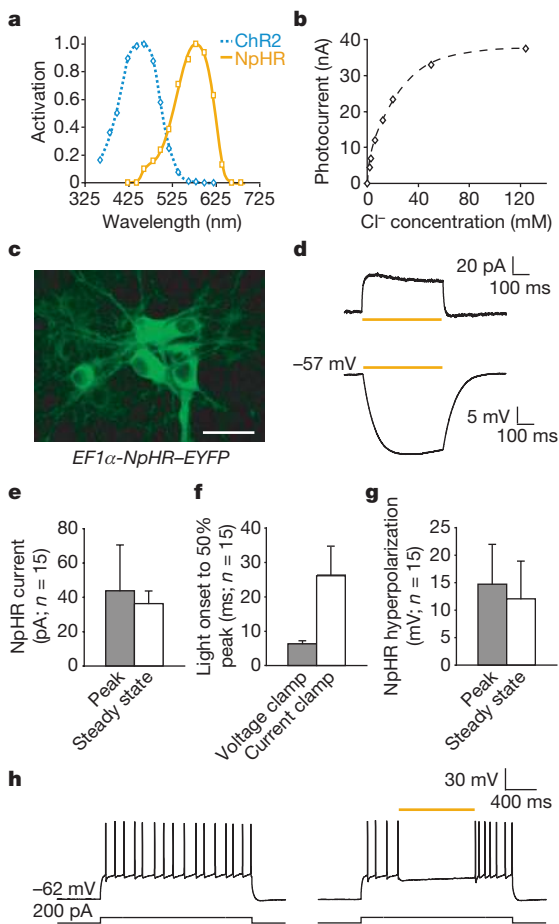 a
1.0
0.8
0.6
0.4
0.2
0
Activation
325 425 525 625 725
Wavelength (nm)
ChR2
NpHR
b
40
30
20
10
0
Photocurrent (nA)
0 40 80 120
Cl– concentration (mM)
c
EF1α-NpHR–EYFP
d
20 pA
100 ms
–57 mV
5 mV
100 ms
e
NpHR current
(pA; n = 15)
80
60
40
20
0
Peak
Steady state
f
Light onset to 50%
peak (ms; n = 15)
40
30
20
10
0
Voltage clamp
Current clamp
g
NpHR hyperpolarization
(mV; n = 15)
25
20
15
10
5
0
Peak
Steady state
h
30 mV
400 ms
–62 mV
200 pA